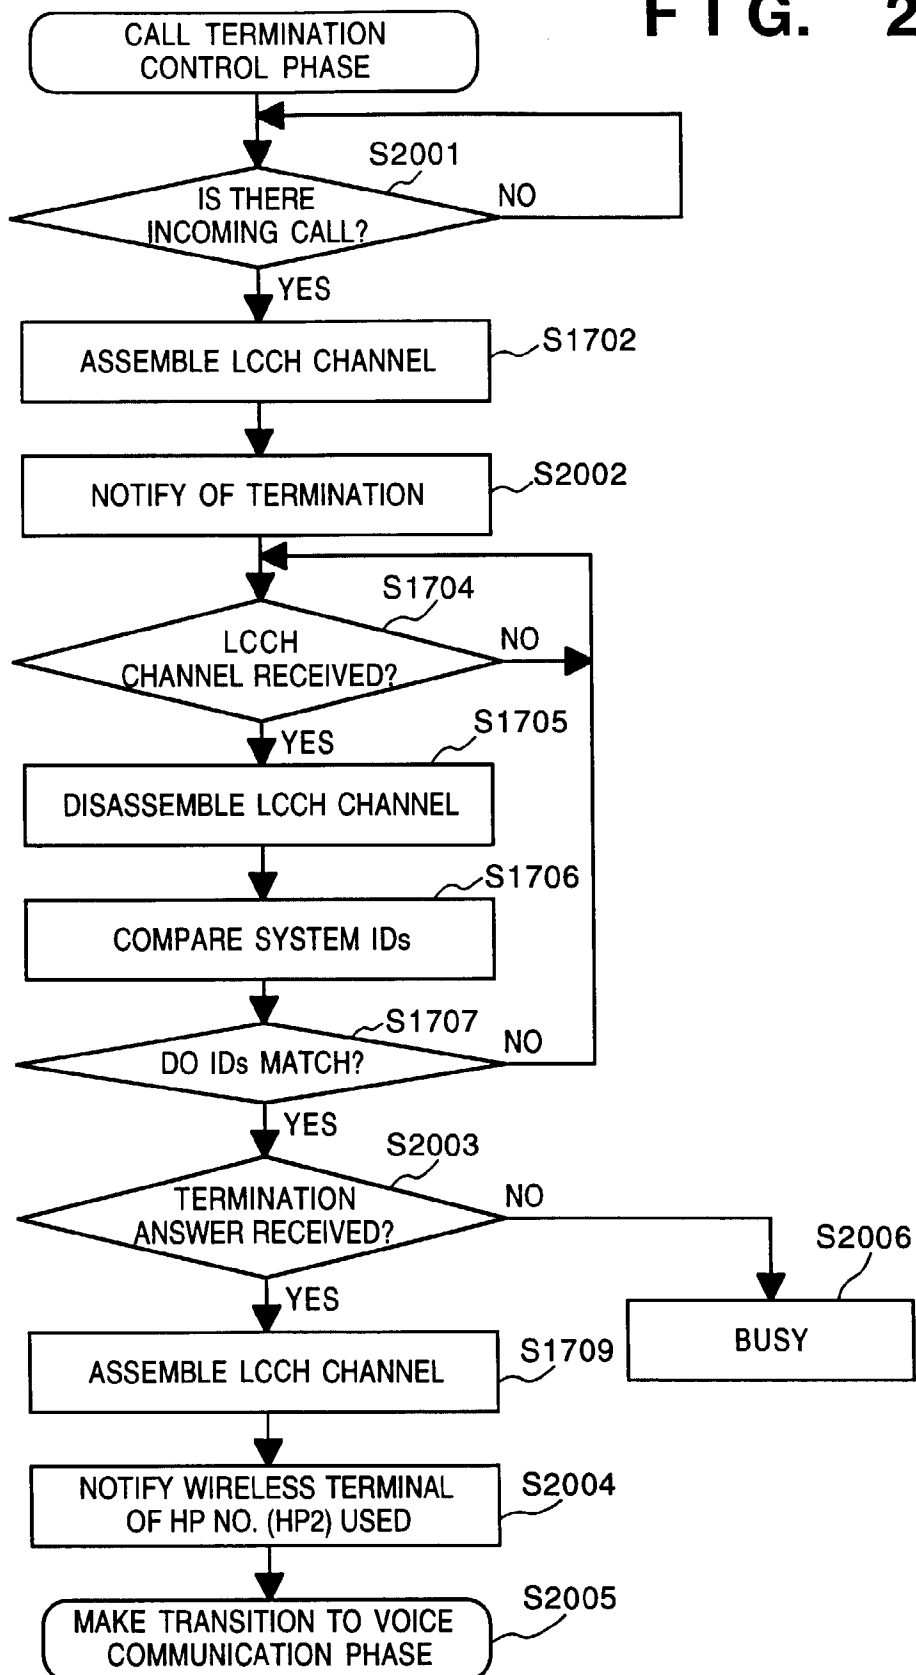 FIG. 2
CALL TERMINATION
CONTROL PHASE
S2001
IS THERE
INCOMING CALL?
NO
YES
ASSEMBLE LCCH CHANNEL
S1702
NOTIFY OF TERMINATION
S2002
S1704
LCCH
CHANNEL RECEIVED?
NO
YES
S1705
DISASSEMBLE LCCH CHANNEL
S1706
COMPARE SYSTEM IDs
S1707
DO IDs MATCH?
NO
YES
S2003
TERMINATION
ANSWER RECEIVED?
NO
YES
S2006
BUSY
ASSEMBLE LCCH CHANNEL
S1709
NOTIFY WIRELESS TERMINAL
OF HP NO. (HP2) USED
S2004
MAKE TRANSITION TO VOICE
COMMUNICATION PHASE
S2005